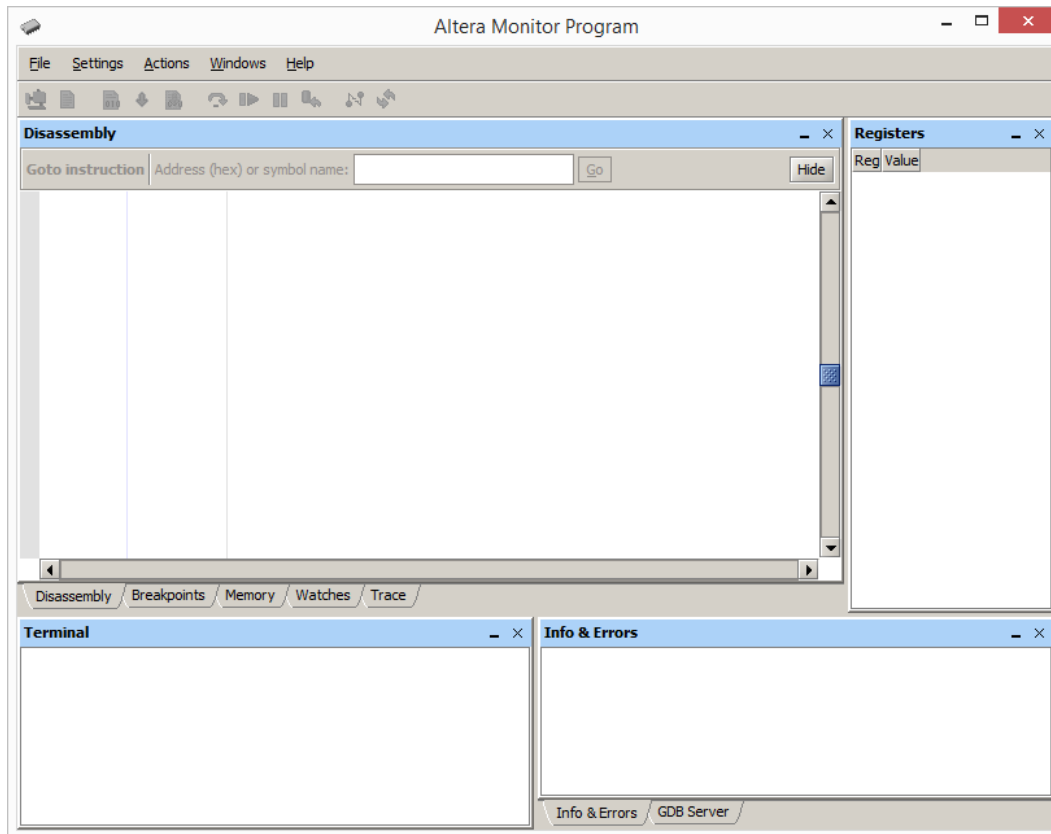 Altera Monitor Program
File Settings Actions Windows Help
Disassembly
Goto instruction Address (hex) or symbol name: Go Hide
Registers
Reg Value
Disassembly Breakpoints Memory Watches Trace
Terminal
Info & Errors
Info & Errors GDB Server